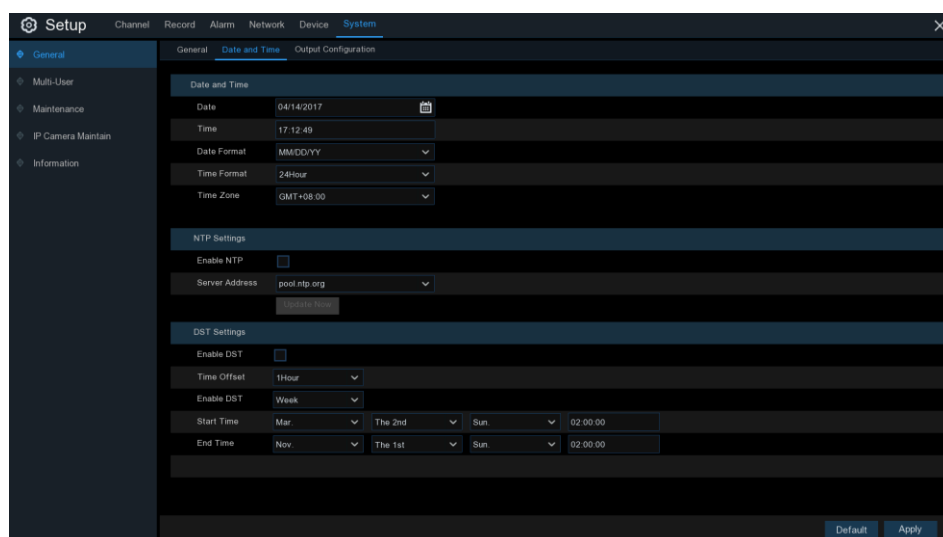 Setup Channel Record Alarm Network Device System
General
Multi-User
Maintenance
IP Camera Maintain
Information
General Date and Time Output Configuration
Date and Time
Date 04/14/2017
Time 17:12:49
Date Format MM/DD/YY
Time Format 24Hour
Time Zone GMT+08:00
NTP Settings
Enable NTP
Server Address pool.ntp.org
Update Now
DST Settings
Enable DST
Time Offset 1Hour
Enable DST Week
Start Time Mar. The 2nd Sun. 02:00:00
End Time Nov. The 1st Sun. 02:00:00
Default Apply